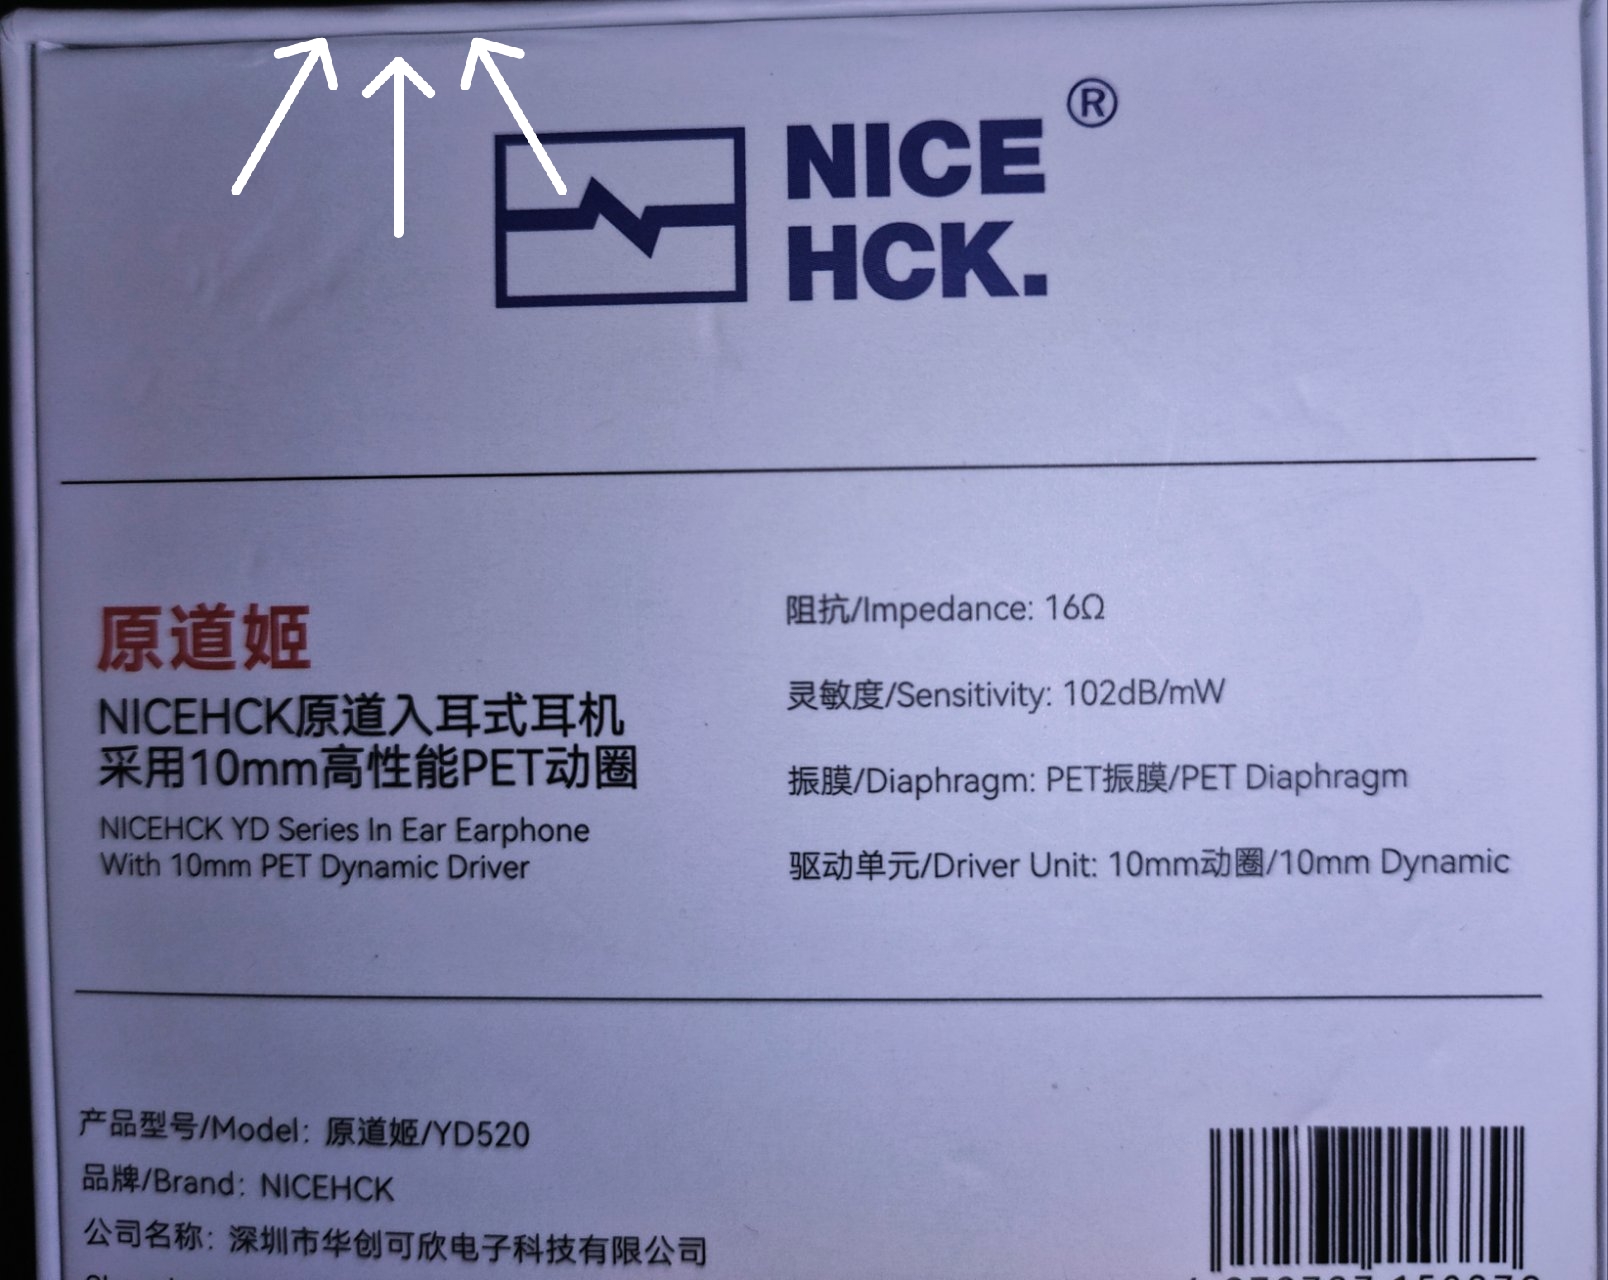 NICE
HCK.
®
原道姬
NICEHCK原道入耳式耳机
采用10mm高性能PET动圈
NICEHCK YD Series In Ear Earphone
With 10mm PET Dynamic Driver
阻抗/Impedance: 16Ω
灵敏度/Sensitivity: 102dB/mW
振膜/Diaphragm: PET振膜/PET Diaphragm
驱动单元/Driver Unit: 10mm动圈/10mm Dynamic
产品型号/Model: 原道姬/YD520
品牌/Brand: NICEHCK
公司名称: 深圳市华创可欣电子科技有限公司